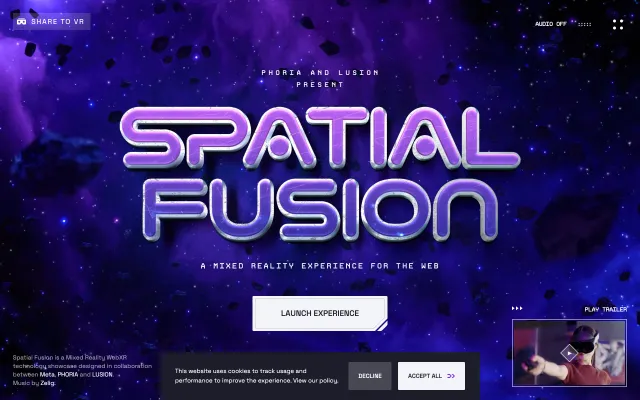 SHARE TO VR
AUDIO OFF
PHORIA AND LUSION
PRESENT
SPATIAL
FUSION
A MIXED REALITY EXPERIENCE FOR THE WEB
LAUNCH EXPERIENCE
PLAY TRAILER
Spatial Fusion is a Mixed Reality WebXR
technology showcase designed in collaboration
between Meta, PHORIA and LUSION.
Music by Zelig.
This website uses cookies to track usage and
performance to improve the experience. View our policy.
DECLINE
ACCEPT ALL